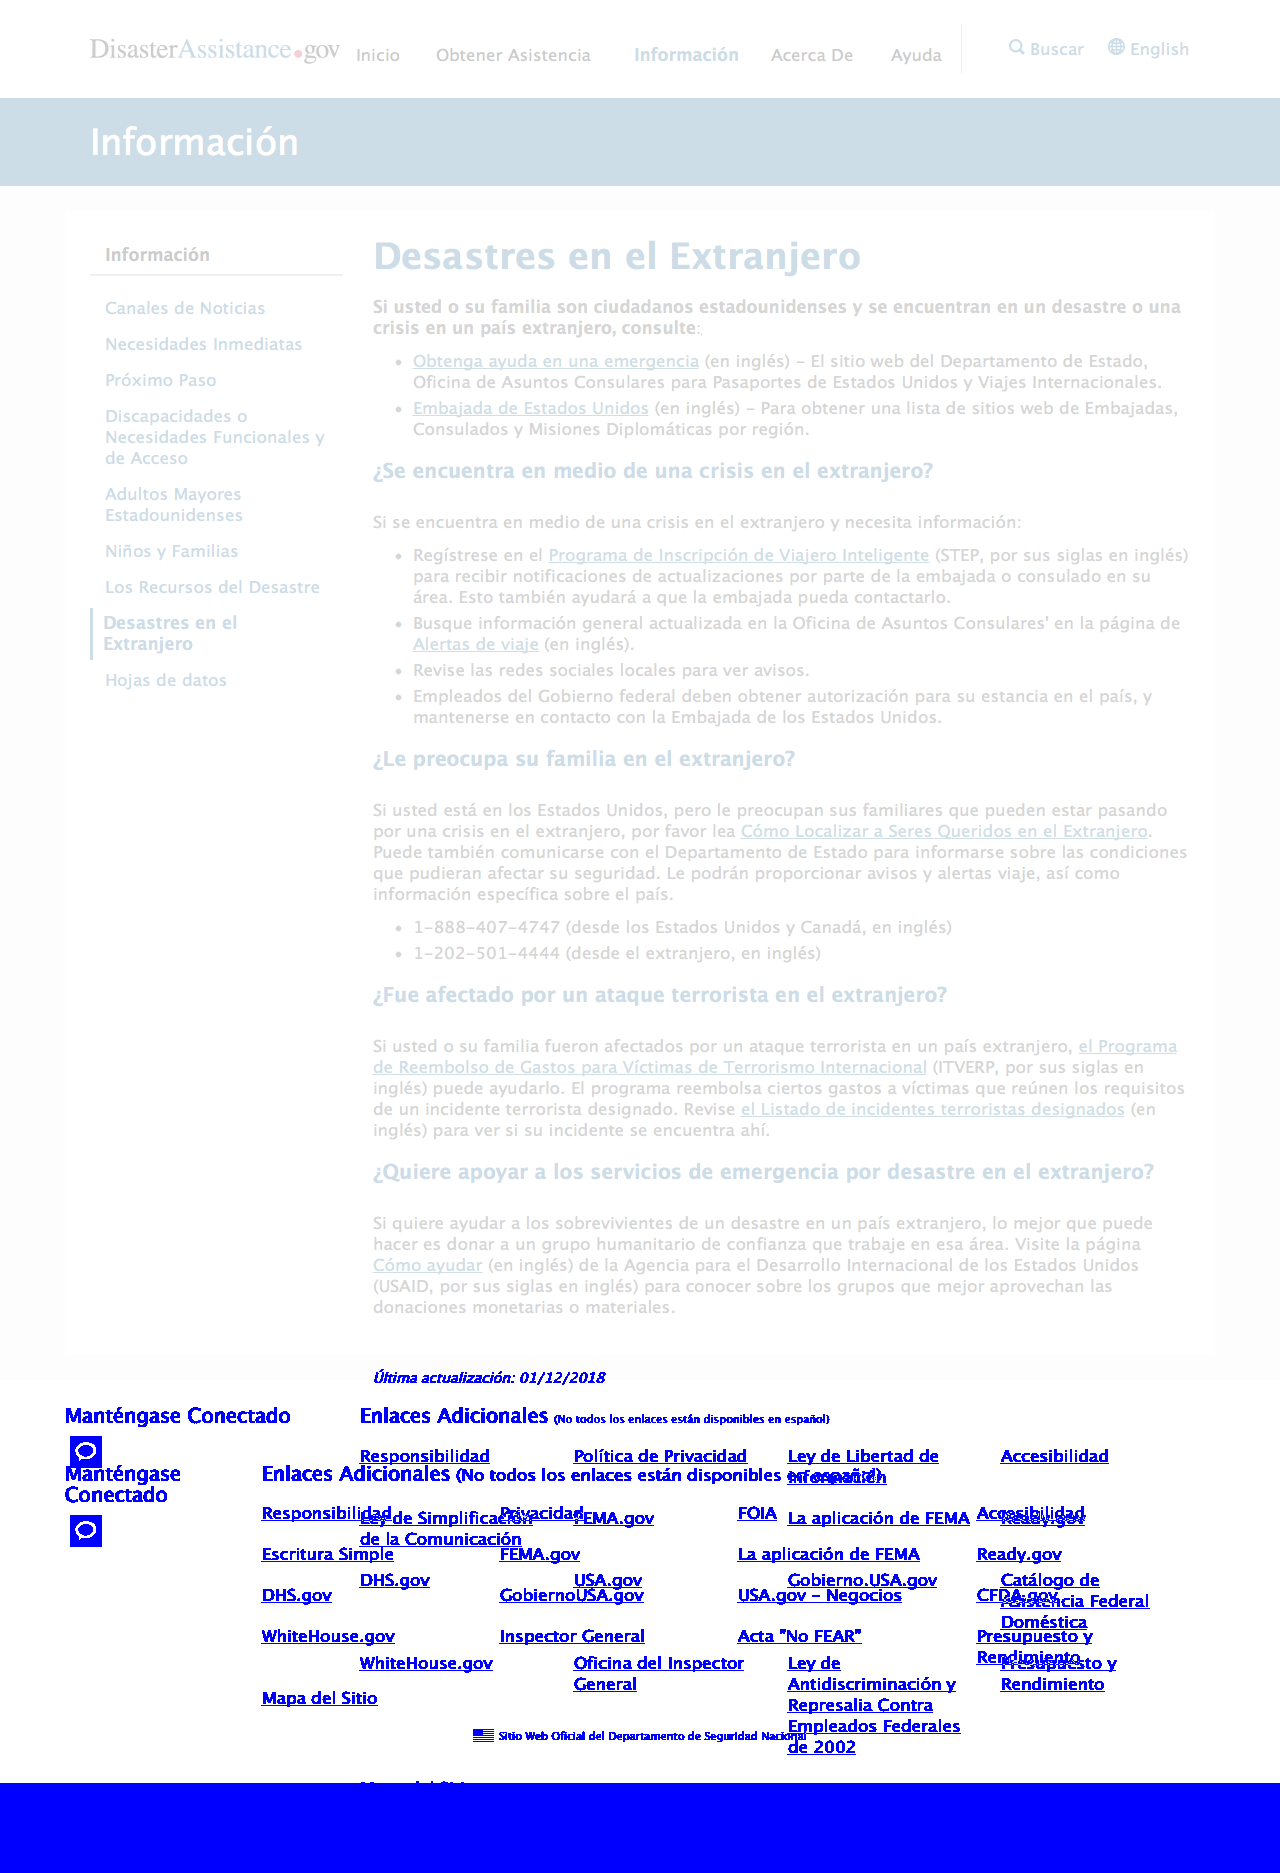 DisasterAssistance.gov Inicio Obtener Asistencia Información Acerca De Ayuda Buscar English
Información
Información
Canales de Noticias
Necesidades Inmediatas
Próximo Paso
Discapacidades o
Necesidades Funcionales y
de Acceso
Adultos Mayores
Estadounidenses
Niños y Familias
Los Recursos del Desastre
Desastres en el
Extranjero
Hojas de datos
Desastres en el Extranjero
Si usted o su familia son ciudadanos estadounidenses y se encuentran en un desastre o una
crisis en un país extranjero, consulte:
• Obtenga ayuda en una emergencia (en inglés) – El sitio web del Departamento de Estado,
Oficina de Asuntos Consulares para Pasaportes de Estados Unidos y Viajes Internacionales.
• Embajada de Estados Unidos (en inglés) – Para obtener una lista de sitios web de Embajadas,
Consulados y Misiones Diplomáticas por región.
¿Se encuentra en medio de una crisis en el extranjero?
Si se encuentra en medio de una crisis en el extranjero y necesita información:
• Regístrese en el Programa de Inscripción de Viajero Inteligente (STEP, por sus siglas en inglés)
para recibir notificaciones de actualizaciones por parte de la embajada o consulado en su
área. Esto también ayudará a que la embajada pueda contactarlo.
• Busque información general actualizada en la Oficina de Asuntos Consulares' en la página de
Alertas de viaje (en inglés).
• Revise las redes sociales locales para ver avisos.
• Empleados del Gobierno federal deben obtener autorización para su estancia en el país, y
mantenerse en contacto con la Embajada de los Estados Unidos.
¿Le preocupa su familia en el extranjero?
Si usted está en los Estados Unidos, pero le preocupan sus familiares que pueden estar pasando
por una crisis en el extranjero, por favor lea Cómo Localizar a Seres Queridos en el Extranjero.
Puede también comunicarse con el Departamento de Estado para informarse sobre las condiciones
que pudieran afectar su seguridad. Le podrán proporcionar avisos y alertas viaje, así como
información específica sobre el país.
• 1-888-407-4747 (desde los Estados Unidos y Canadá, en inglés)
• 1-202-501-4444 (desde el extranjero, en inglés)
¿Fue afectado por un ataque terrorista en el extranjero?
Si usted o su familia fueron afectados por un ataque terrorista en un país extranjero, el Programa
de Reembolso de Gastos para Víctimas de Terrorismo Internacional (ITVERP, por sus siglas en
inglés) puede ayudarlo. El programa reembolsa ciertos gastos a víctimas que reúnen los requisitos
de un incidente terrorista designado. Revise el Listado de incidentes terroristas designados (en
inglés) para ver si su incidente se encuentra ahí.
¿Quiere apoyar a los servicios de emergencia por desastre en el extranjero?
Si quiere ayudar a los sobrevivientes de un desastre en un país extranjero, lo mejor que puede
hacer es donar a un grupo humanitario de confianza que trabaje en esa área. Visite la página
Cómo ayudar (en inglés) de la Agencia para el Desarrollo Internacional de los Estados Unidos
(USAID, por sus siglas en inglés) para conocer sobre los grupos que mejor aprovechan las
donaciones monetarias o materiales.
Última actualización: 01/12/2018
Manténgase Conectado
Enlaces Adicionales (No todos los enlaces están disponibles en español)
Responsibilidad Política de Privacidad Ley de Libertad de Accesibilidad
Información
Ley de Simplificación FEMA.gov La aplicación de FEMA Ready.gov
de la Comunicación
DHS.gov USA.gov Gobierno.USA.gov Catálogo de
Asistencia Federal
Doméstica
WhiteHouse.gov Oficina del Inspector Ley de Presupuesto y
General Antidiscriminación y Rendimiento
Represalia Contra
Empleados Federales
de 2002
Manténgase
Conectado
Enlaces Adicionales (No todos los enlaces están disponibles en español)
Responsibilidad Privacidad FOIA Accesibilidad
Escritura Simple FEMA.gov La aplicación de FEMA Ready.gov
DHS.gov GobiernoUSA.gov USA.gov – Negocios CFDA.gov
WhiteHouse.gov Inspector General Acta "No FEAR" Presupuesto y
Rendimiento
Mapa del Sitio
Sitio Web Oficial del Departamento de Seguridad Nacional